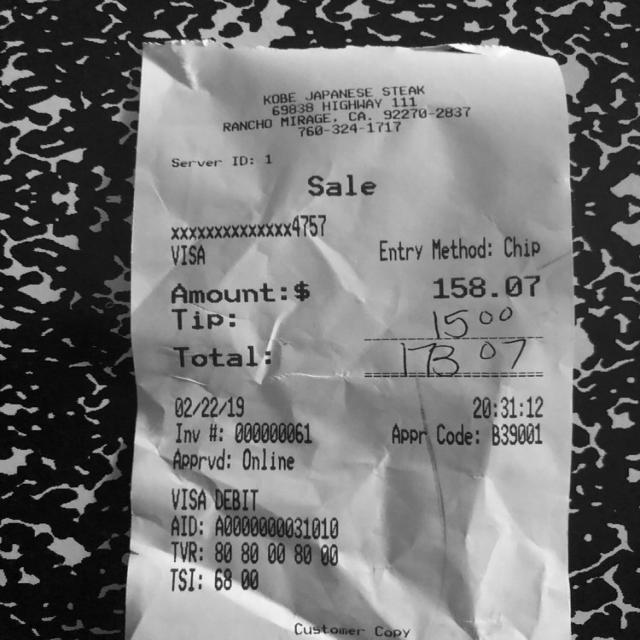 KOBE JAPANESE STEAK
69838 HIGHWAY 111
RANCHO MIRAGE, CA, 92270-2837
760-324-1717
Server ID: 1
Sale
xxxxxxxxxxxxxx4757
VISA Entry Method: Chip
Amount:$ 158.07
Tip: 15 00
Total: 173 07
02/22/19 20:31:12
Inv #: 000000061 Appr Code: B39001
Apprvd: Online
VISA DEBIT
AID: A0000000031010
TVR: 80 80 00 80 00
TSI: 68 00
Customer Copy